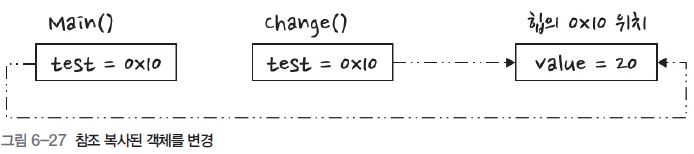 Main()
Change()
힙의 0x10 위치
test = 0x10
test = 0x10
value = 20
그림 6-27 참조 복사된 객체를 변경